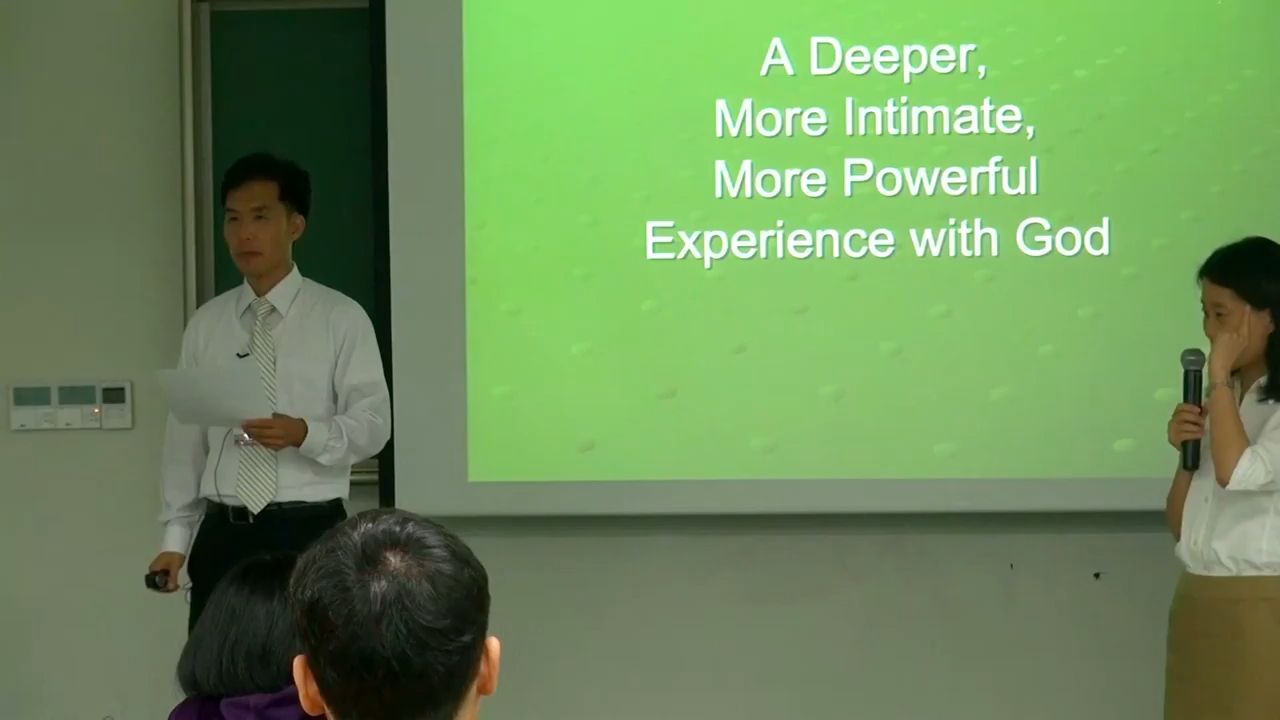 A Deeper,
More Intimate,
More Powerful
Experience with God